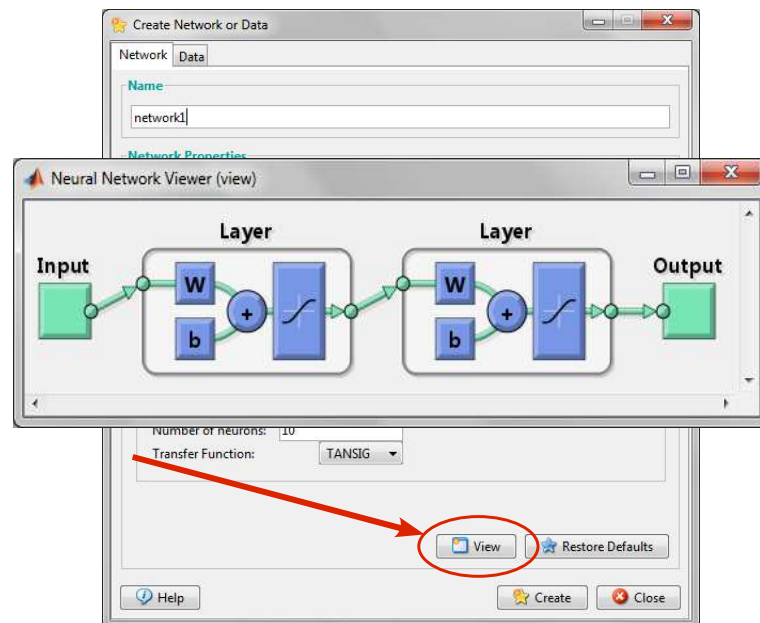 Create Network or Data
Network Data
Name
network1
Network Properties
Neural Network Viewer (view)
Layer Layer
Input Output
W W
+ +
b b
Number of neurons: 10
Transfer Function: TANSIG
View Restore Defaults
Help Create Close